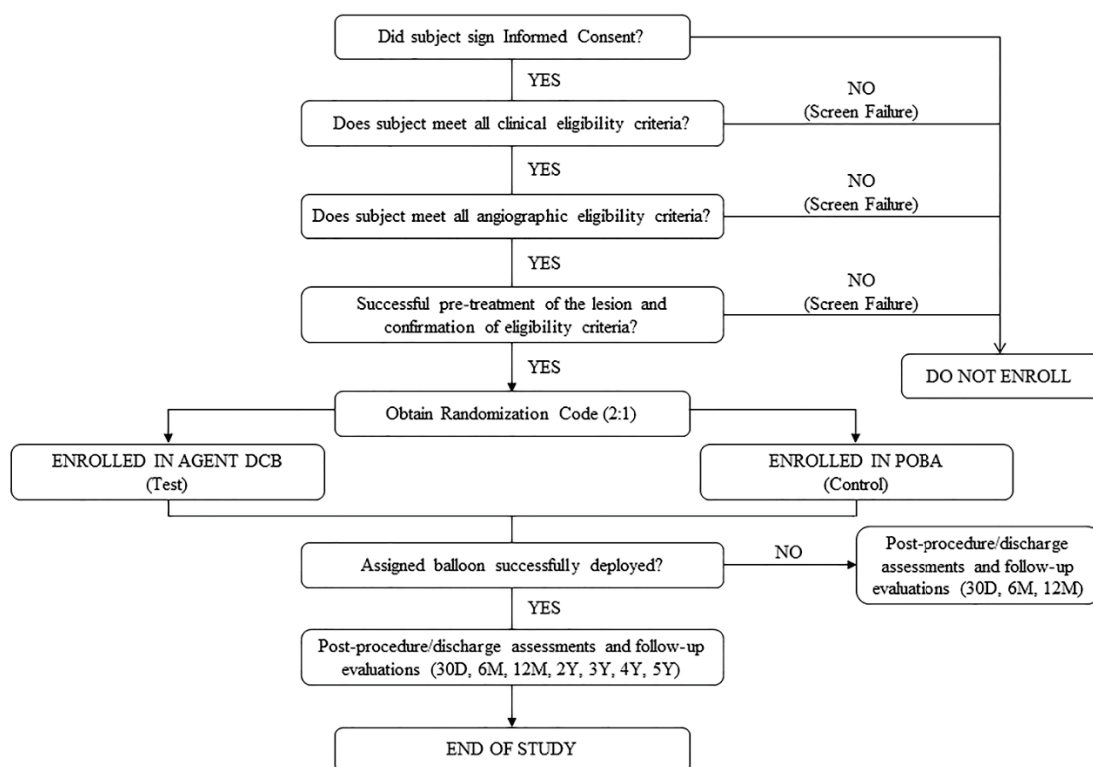 Did subject sign Informed Consent?
YES
NO
(Screen Failure)
Does subject meet all clinical eligibility criteria?
YES
NO
(Screen Failure)
Does subject meet all angiographic eligibility criteria?
YES
NO
(Screen Failure)
Successful pre-treatment of the lesion and
confirmation of eligibility criteria?
YES
DO NOT ENROLL
Obtain Randomization Code (2:1)
ENROLLED IN AGENT DCB
(Test)
ENROLLED IN POBA
(Control)
Assigned balloon successfully deployed?
NO
Post-procedure/discharge
assessments and follow-up
evaluations (30D, 6M, 12M)
YES
Post-procedure/discharge assessments and follow-up
evaluations (30D, 6M, 12M, 2Y, 3Y, 4Y, 5Y)
END OF STUDY